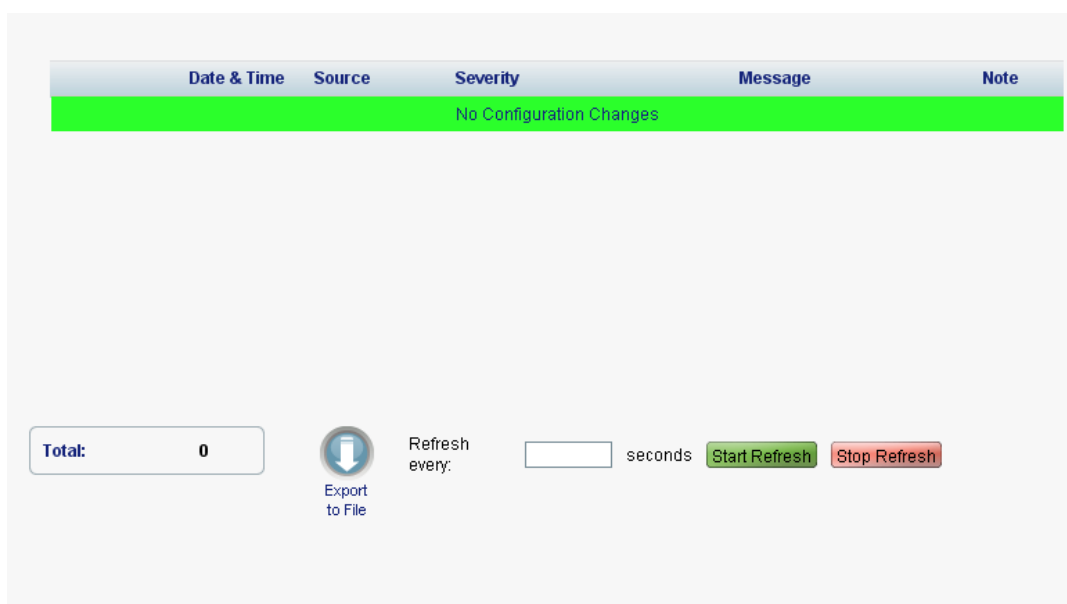 Date & Time Source Severity Message Note
No Configuration Changes
Total: 0
Export
to File
Refresh
every:
seconds
Start Refresh
Stop Refresh